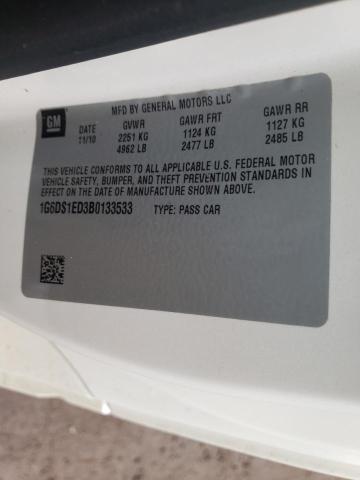 GM
MFD BY GENERAL MOTORS LLC
DATE GVWR GAWR FRT GAWR RR
11/10 2251 KG 1124 KG 1127 KG
4962 LB 2477 LB 2485 LB
THIS VEHICLE CONFORMS TO ALL APPLICABLE U.S. FEDERAL MOTOR
VEHICLE SAFETY, BUMPER, AND THEFT PREVENTION STANDARDS IN
EFFECT ON THE DATE OF MANUFACTURE SHOWN ABOVE.
1G6DS1ED3B0133533 TYPE: PASS CAR